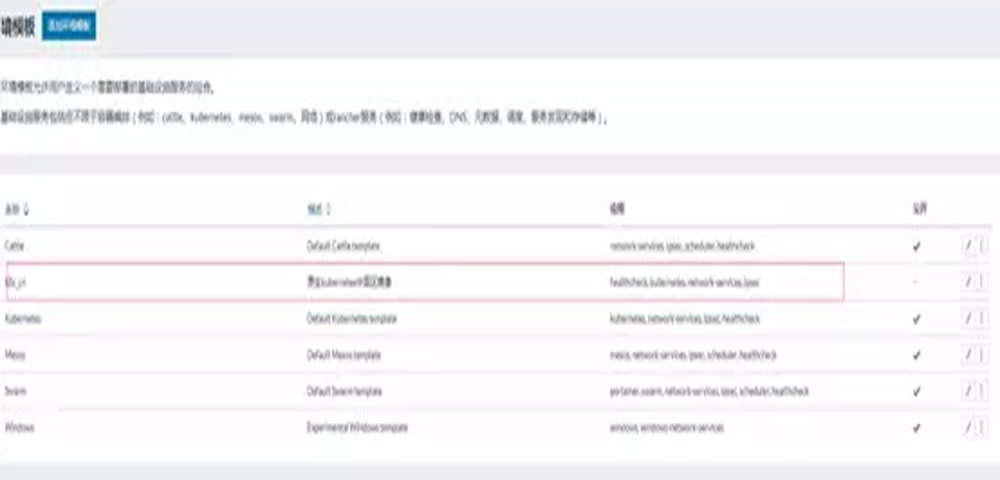 境模板 添加环境模板
环境模板允许用户定义一个需要部署的基础设施服务的组合。
基础设施服务包括但不限于容器编排（例如：cattle、kubernetes、mesos、swarm、网络）或rancher服务（例如：健康检查、DNS、元数据、调度、服务发现和存储等）。
名称 描述 编排 公开
Cattle Default Cattle template network-services, ipsec, scheduler, healthcheck
k8s_cn 原生kubernetes中国区镜像 healthcheck, kubernetes, network-services, ipsec -
Kubernetes Default Kubernetes template kubernetes, network-services, ipsec, healthcheck
Mesos Default Mesos template mesos, network-services, ipsec, scheduler, healthcheck
Swarm Default Swarm template portainer, swarm, network-services, ipsec, scheduler, healthcheck
Windows Experimental Windows template windows, windows-network-services